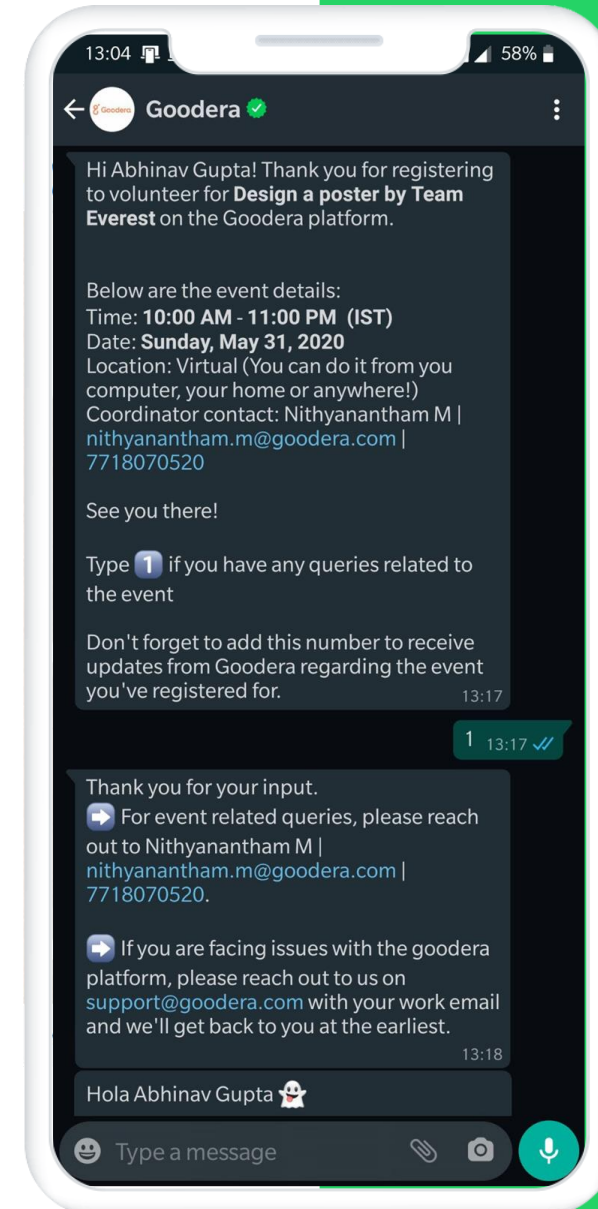 13:04
58%
Goodera
Goodera
Hi Abhinav Gupta! Thank you for registering
to volunteer for Design a poster by Team
Everest on the Goodera platform.
Below are the event details:
Time: 10:00 AM - 11:00 PM (IST)
Date: Sunday, May 31, 2020
Location: Virtual (You can do it from you
computer, your home or anywhere!)
Coordinator contact: Nithyanantham M |
nithyanantham.m@goodera.com |
7718070520
See you there!
Type 1️⃣ if you have any queries related to
the event
Don't forget to add this number to receive
updates from Goodera regarding the event
you've registered for.
13:17
1 13:17
Thank you for your input.
➡️ For event related queries, please reach
out to Nithyanantham M |
nithyanantham.m@goodera.com |
7718070520.
➡️ If you are facing issues with the goodera
platform, please reach out to us on
support@goodera.com with your work email
and we'll get back to you at the earliest.
13:18
Hola Abhinav Gupta 👻
Type a message